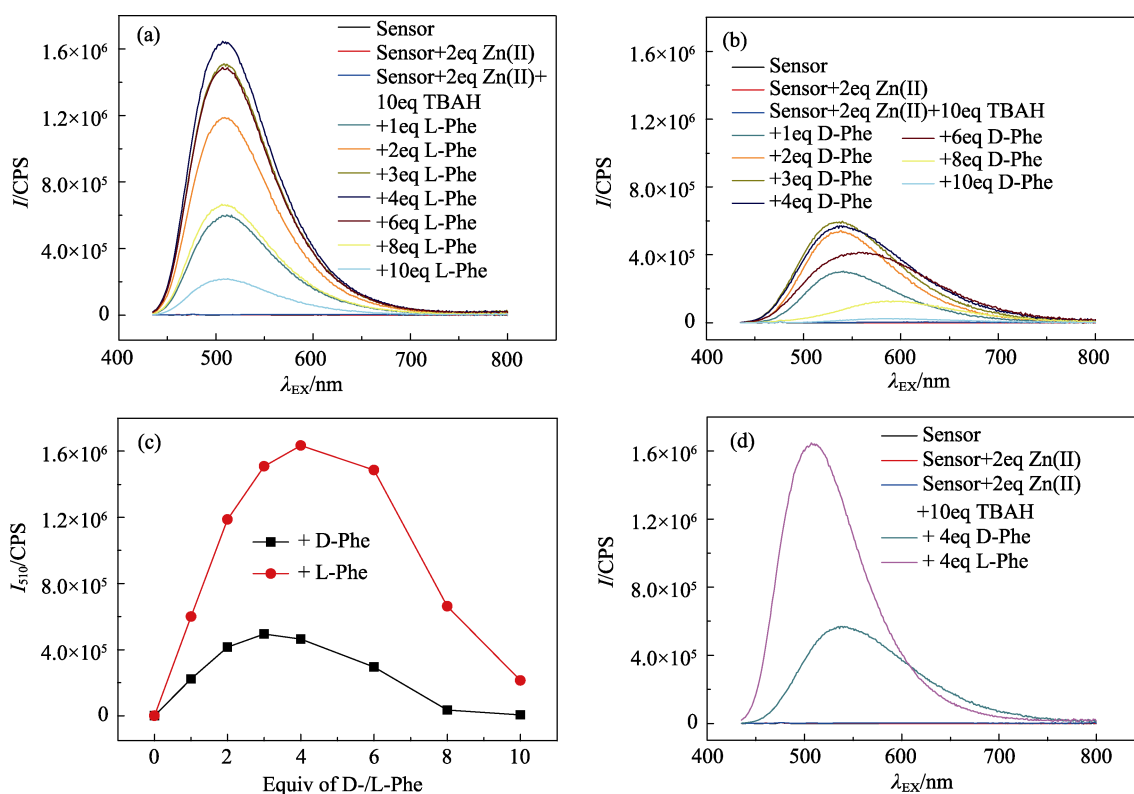 (a)
Sensor
Sensor+2eq Zn(II)
Sensor+2eq Zn(II)+
10eq TBAH
+1eq L-Phe
+2eq L-Phe
+3eq L-Phe
+4eq L-Phe
+6eq L-Phe
+8eq L-Phe
+10eq L-Phe
1.6×10⁶
1.2×10⁶
8.0×10⁵
4.0×10⁵
0
I/CPS
400 500 600 700 800
λEX/nm
(b)
Sensor
Sensor+2eq Zn(II)
Sensor+2eq Zn(II)+10eq TBAH
+1eq D-Phe
+2eq D-Phe
+3eq D-Phe
+4eq D-Phe
+6eq D-Phe
+8eq D-Phe
+10eq D-Phe
1.6×10⁶
1.2×10⁶
8.0×10⁵
4.0×10⁵
0
I/CPS
400 500 600 700 800
λEX/nm
(c)
+ D-Phe
+ L-Phe
1.6×10⁶
1.2×10⁶
8.0×10⁵
4.0×10⁵
0
I₅₁₀/CPS
0 2 4 6 8 10
Equiv of D-/L-Phe
(d)
Sensor
Sensor+2eq Zn(II)
Sensor+2eq Zn(II)
+10eq TBAH
+ 4eq D-Phe
+ 4eq L-Phe
1.6×10⁶
1.2×10⁶
8.0×10⁵
4.0×10⁵
0
I/CPS
400 500 600 700 800
λEX/nm